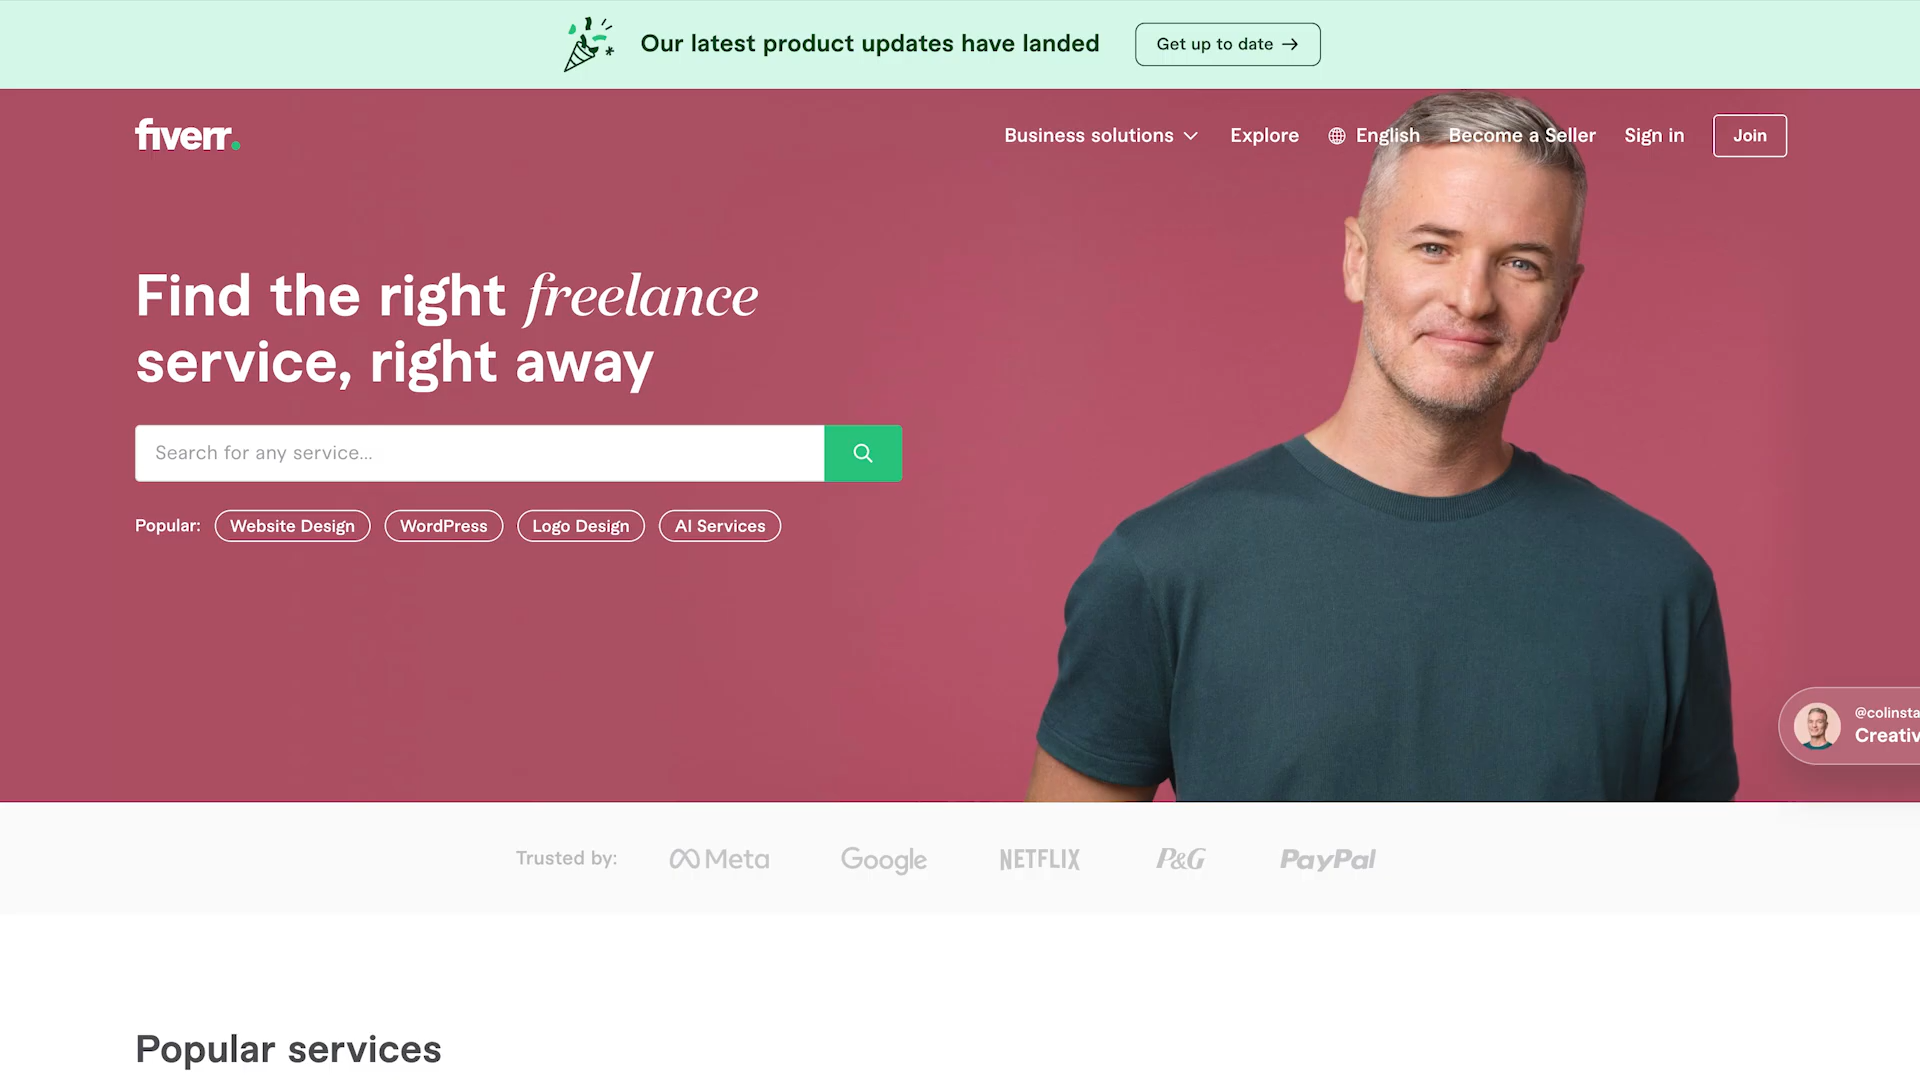 Our latest product updates have landed
Get up to date →
fiverr.
Business solutions
Explore
English
Become a Seller
Sign in
Join
Find the right freelance
service, right away
Search for any service...
Popular:
Website Design
WordPress
Logo Design
AI Services
@colinsta
Creativ
Trusted by:
Meta
Google
NETFLIX
P&G
PayPal
Popular services